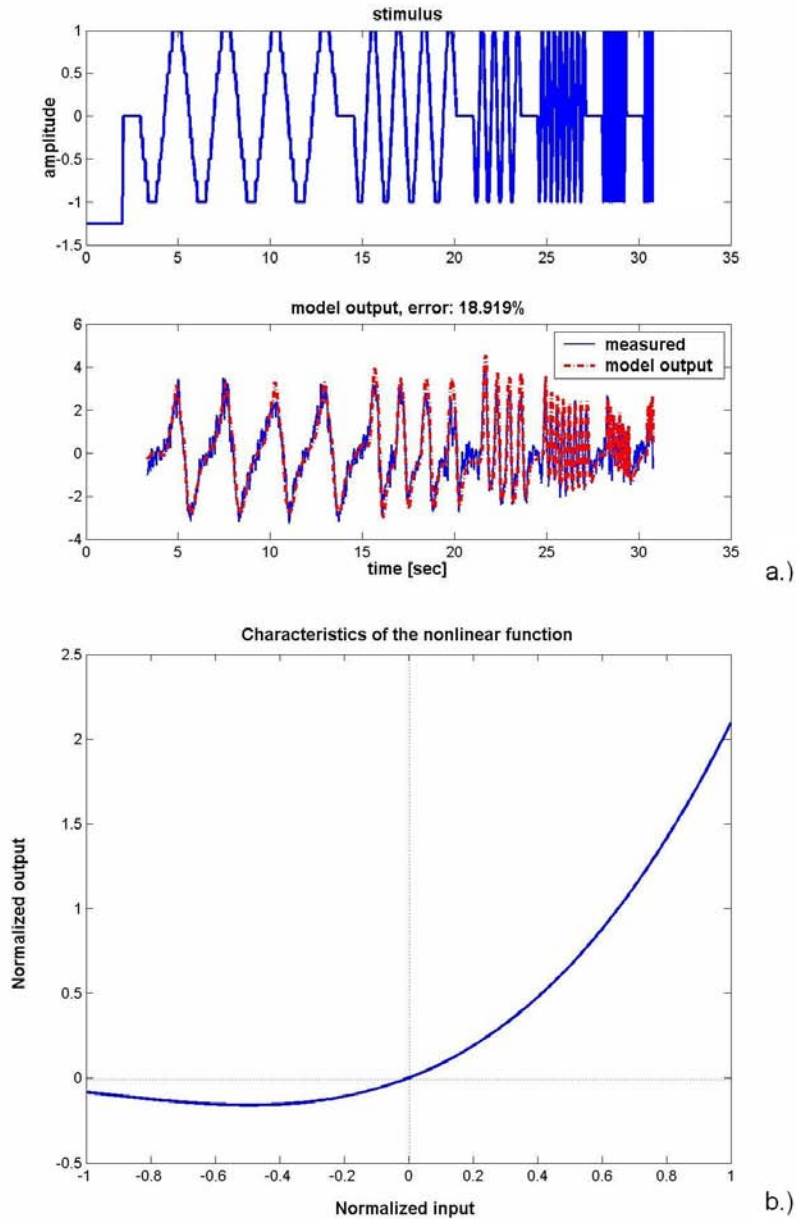 stimulus
amplitude
1
0.5
0
-0.5
-1
-1.5
0 5 10 15 20 25 30 35
model output, error: 18.919%
measured
model output
6
4
2
0
-2
-4
0 5 10 15 20 25 30 35
time [sec]
a.)
Characteristics of the nonlinear function
Normalized output
2.5
2
1.5
1
0.5
0
-0.5
-1 -0.8 -0.6 -0.4 -0.2 0 0.2 0.4 0.6 0.8 1
Normalized input
b.)